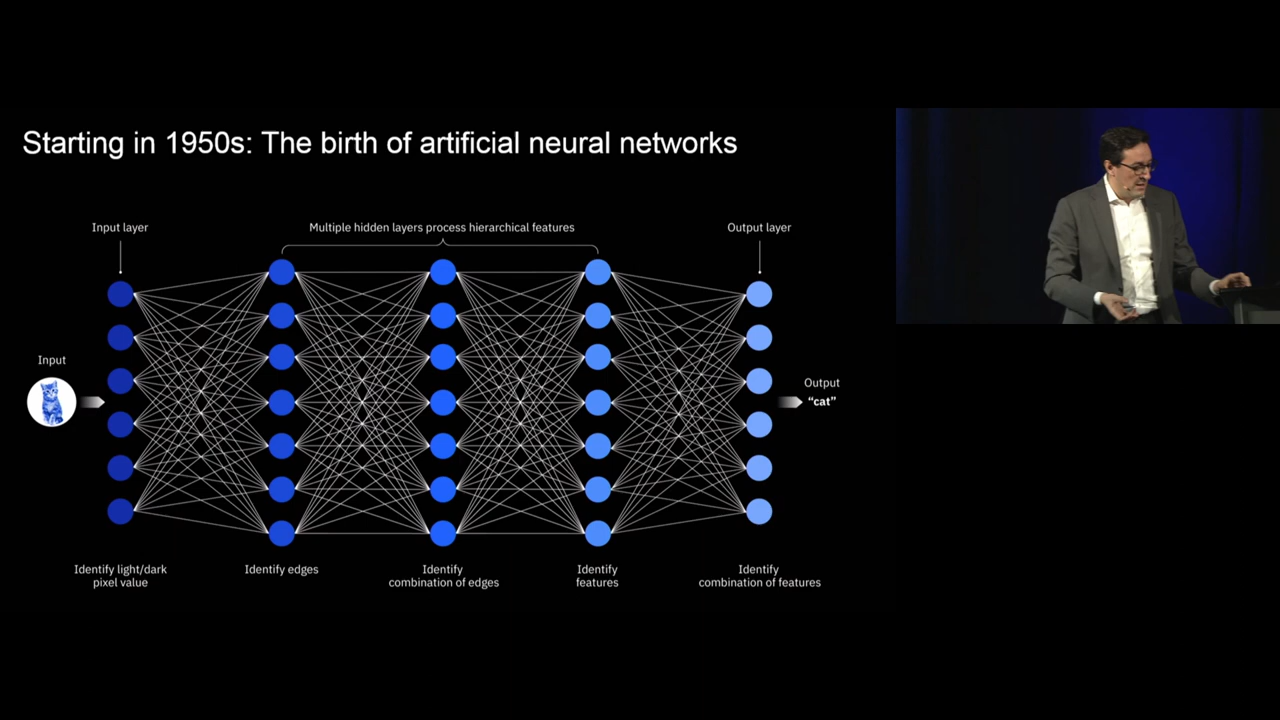 Starting in 1950s: The birth of artificial neural networks
Input layer
Multiple hidden layers process hierarchical features
Output layer
Input
Output
“cat”
Identify light/dark
pixel value
Identify edges
Identify
combination of edges
Identify
features
Identify
combination of features